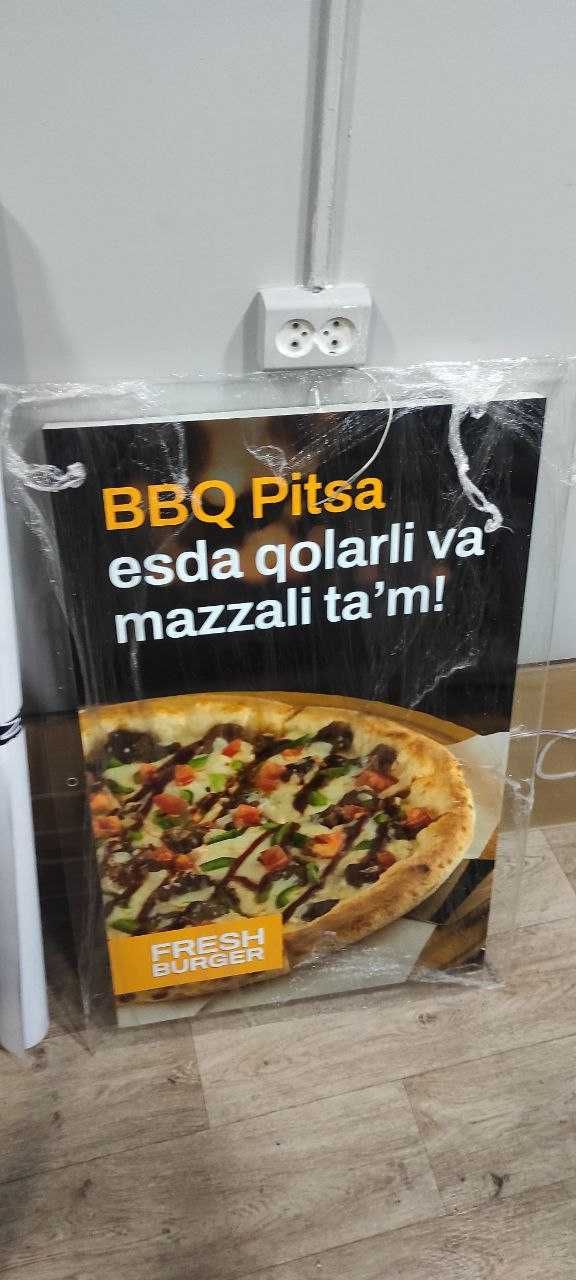 BBQ Pitsa
esda qolarli va
mazzali ta’m!
FRESH
BURGER